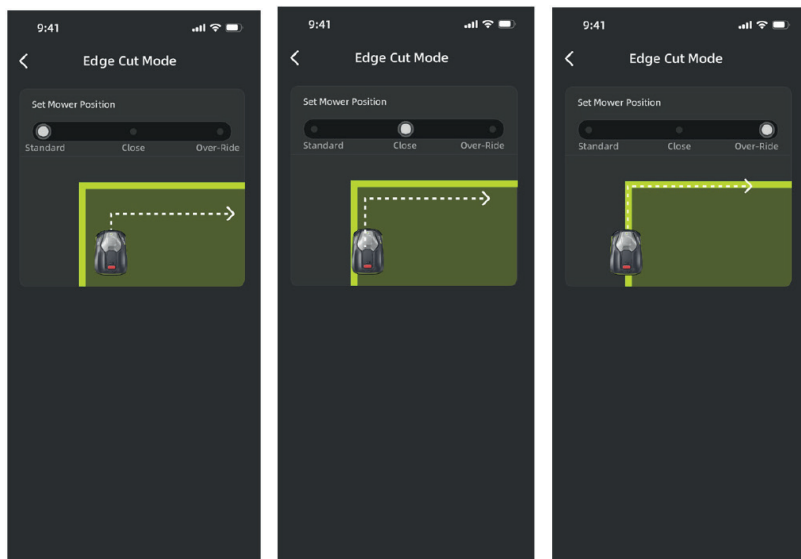 9:41
Edge Cut Mode
Set Mower Position
Standard Close Over-Ride
9:41
Edge Cut Mode
Set Mower Position
Standard Close Over-Ride
9:41
Edge Cut Mode
Set Mower Position
Standard Close Over-Ride